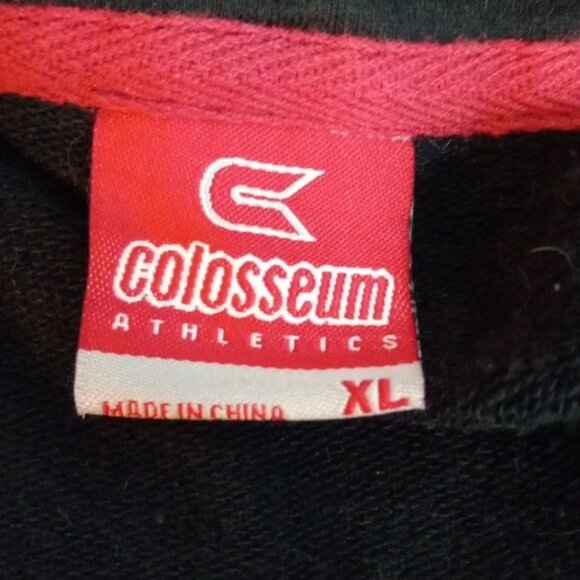 colosseum
ATHLETICS
XL
MADE IN CHINA